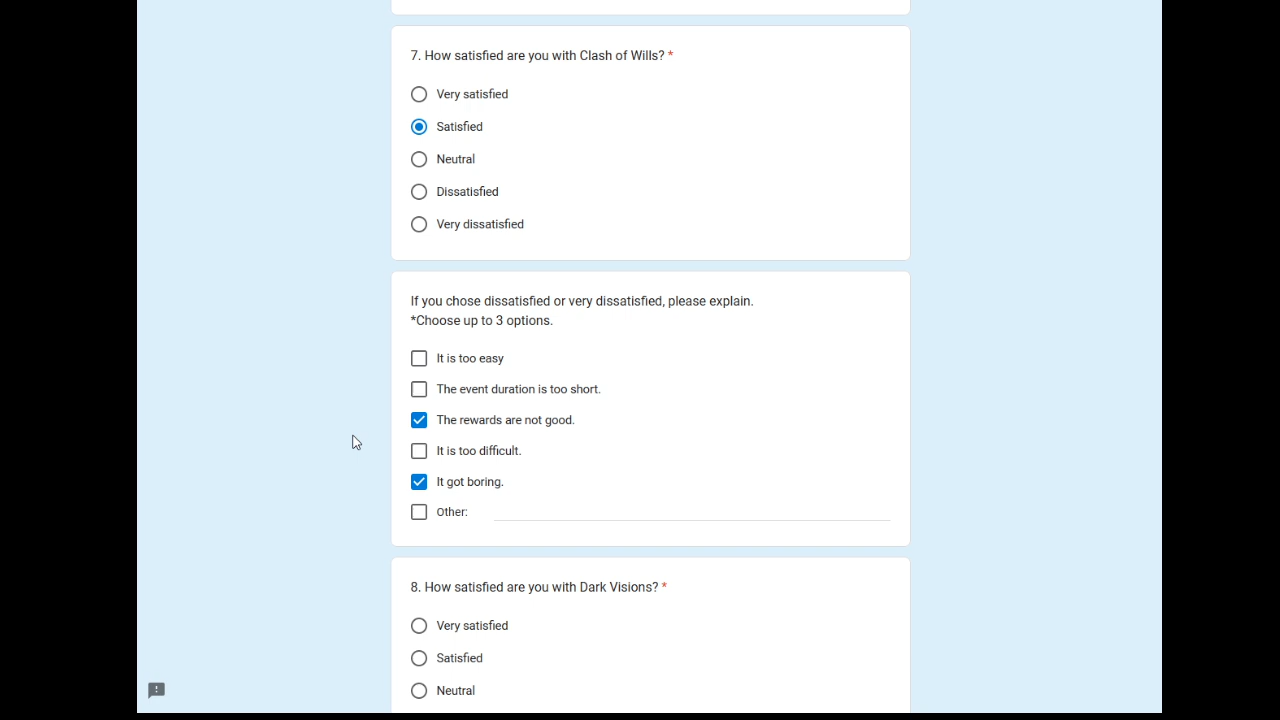 7. How satisfied are you with Clash of Wills? *
Very satisfied
Satisfied
Neutral
Dissatisfied
Very dissatisfied
If you chose dissatisfied or very dissatisfied, please explain.
*Choose up to 3 options.
It is too easy
The event duration is too short.
The rewards are not good.
It is too difficult.
It got boring.
Other:
8. How satisfied are you with Dark Visions? *
Very satisfied
Satisfied
Neutral